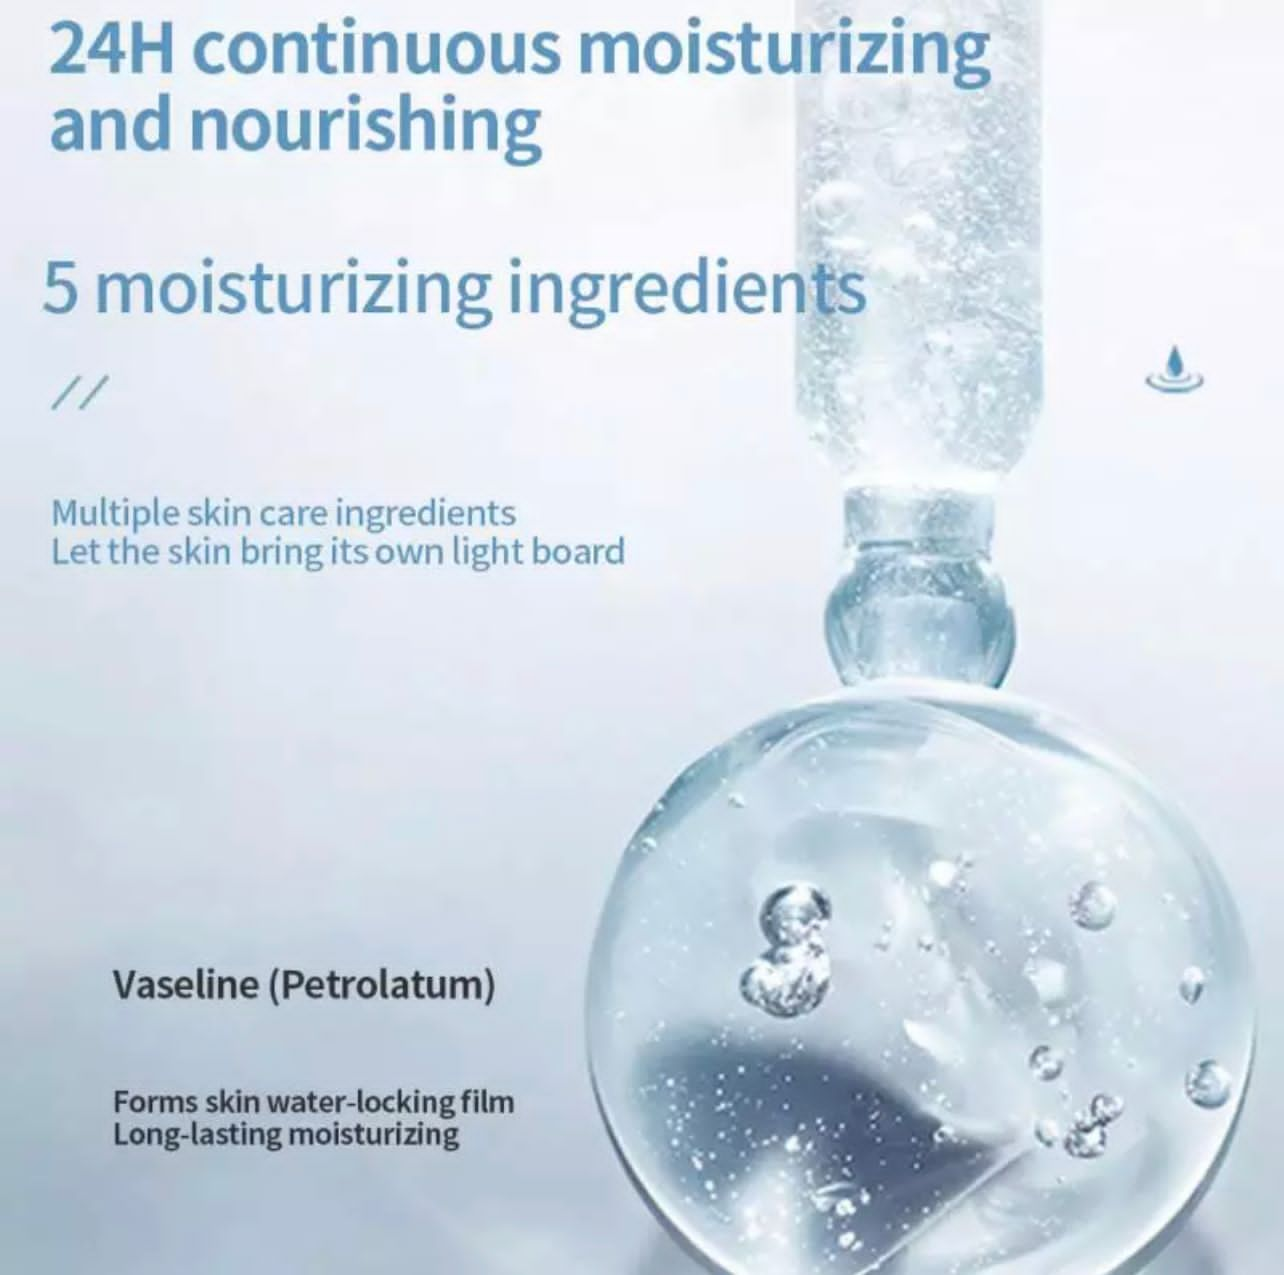 24H continuous moisturizing
and nourishing
5 moisturizing ingredients
//
Multiple skin care ingredients
Let the skin bring its own light board
Vaseline (Petrolatum)
Forms skin water-locking film
Long-lasting moisturizing